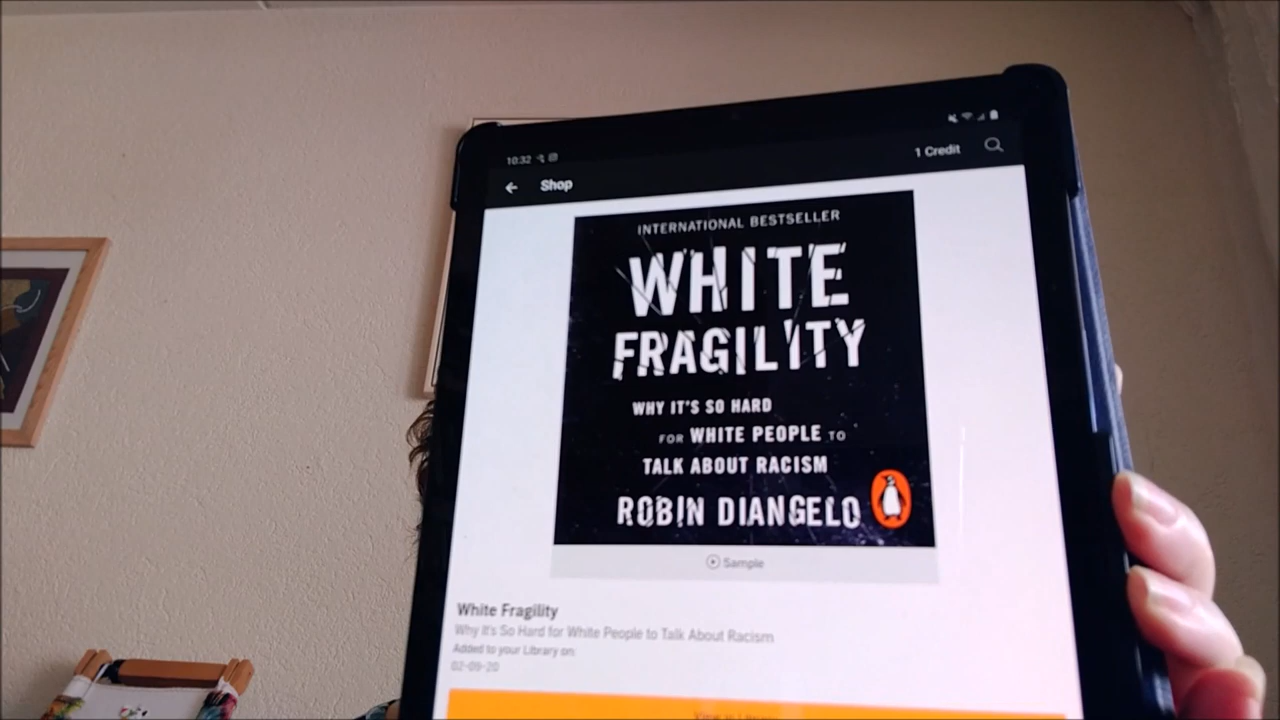 10:32
1 Credit
Shop
INTERNATIONAL BESTSELLER
WHITE
FRAGILITY
WHY IT'S SO HARD
FOR WHITE PEOPLE TO
TALK ABOUT RACISM
ROBIN DIANGELO
Sample
White Fragility
Why It's So Hard for White People to Talk About Racism
Added to your Library on:
02-09-20
View in